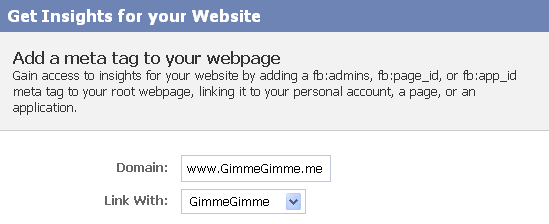 Get Insights for your Website
Add a meta tag to your webpage
Gain access to insights for your website by adding a fb:admins, fb:page_id, or fb:app_id
meta tag to your root webpage, linking it to your personal account, a page, or an
application.
Domain: www.GimmeGimme.me
Link With: GimmeGimme